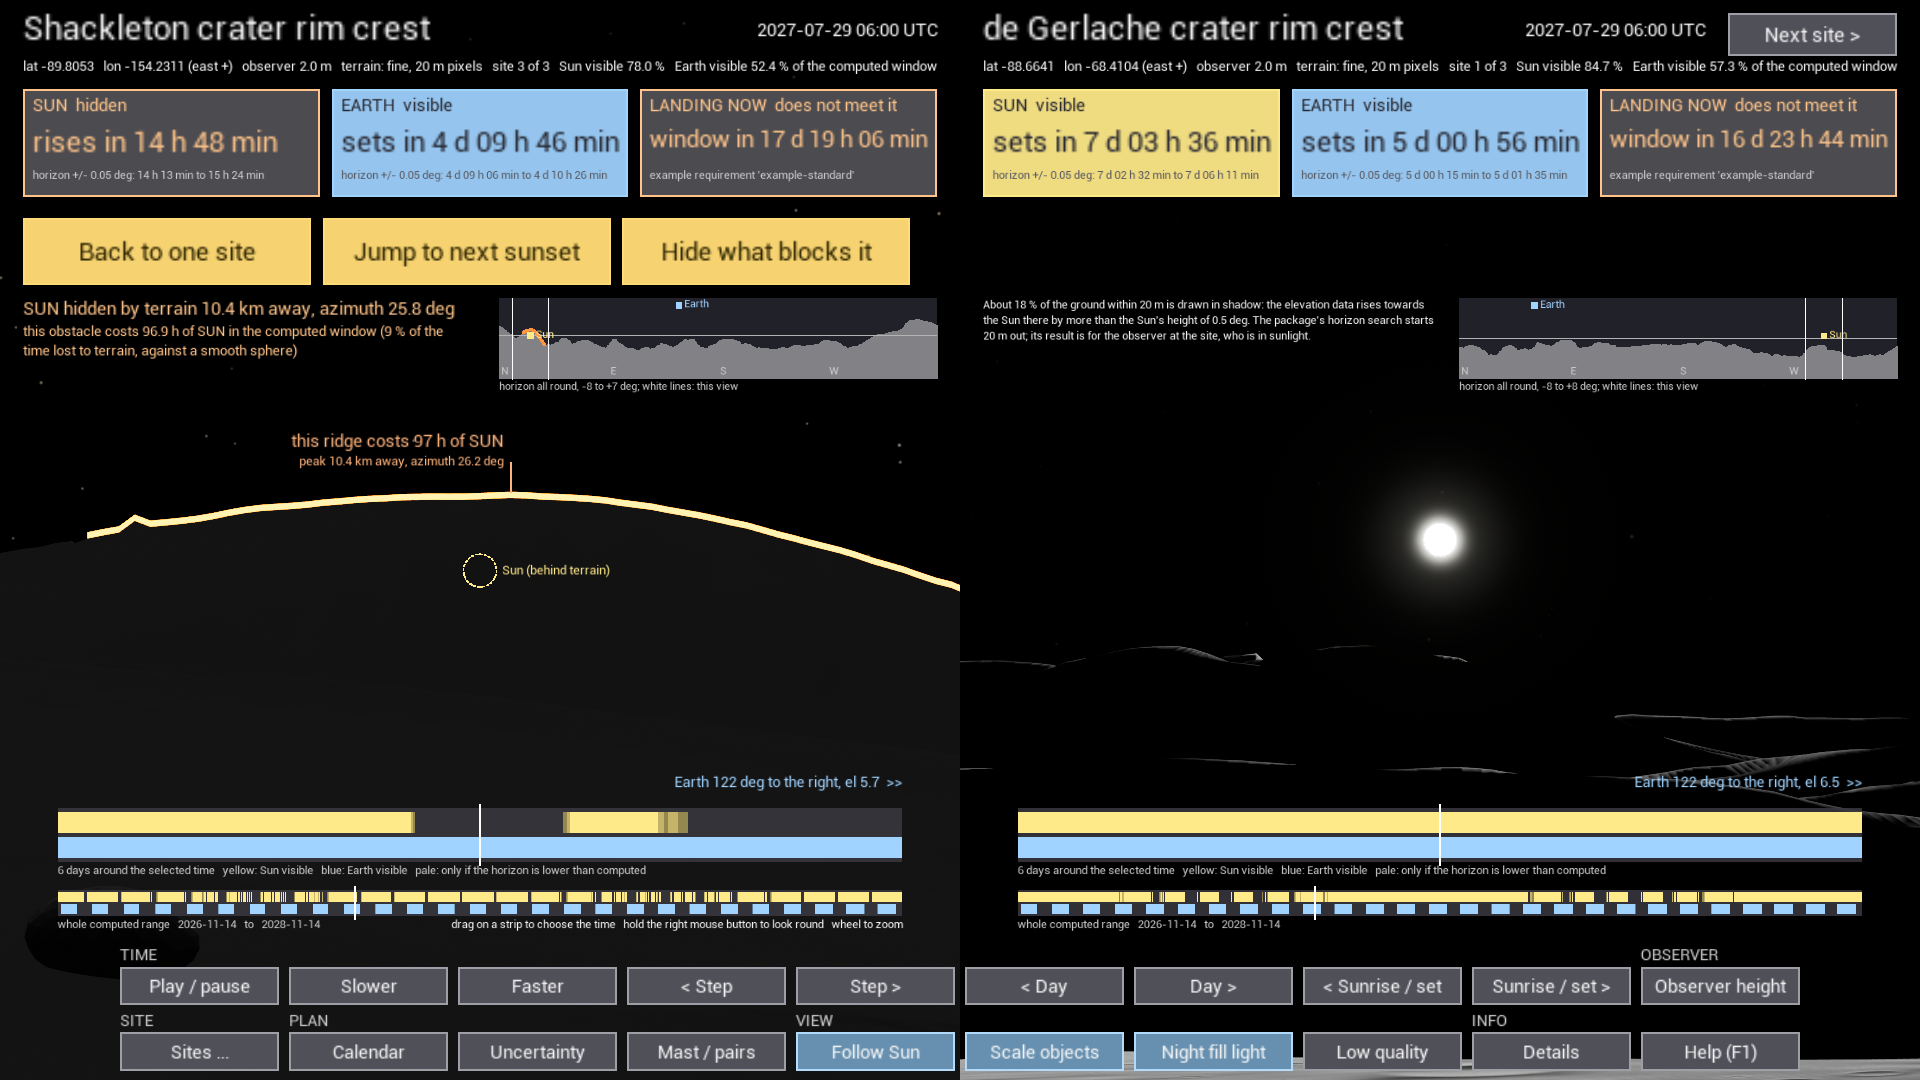 Shackleton crater rim crest
2027-07-29 06:00 UTC
lat -89.8053 lon -154.2311 (east +) observer 2.0 m terrain: fine, 20 m pixels site 3 of 3 Sun visible 78.0 % Earth visible 52.4 % of the computed window
SUN hidden
rises in 14 h 48 min
horizon +/- 0.05 deg: 14 h 13 min to 15 h 24 min
EARTH visible
sets in 4 d 09 h 46 min
horizon +/- 0.05 deg: 4 d 09 h 06 min to 4 d 10 h 26 min
LANDING NOW does not meet it
window in 17 d 19 h 06 min
example requirement 'example-standard'
Back to one site
Jump to next sunset
Hide what blocks it
SUN hidden by terrain 10.4 km away, azimuth 25.8 deg
this obstacle costs 96.9 h of SUN in the computed window (9 % of the
time lost to terrain, against a smooth sphere)
Earth
Sun
N E S W
horizon all round, -8 to +7 deg; white lines: this view
this ridge costs 97 h of SUN
peak 10.4 km away, azimuth 26.2 deg
Sun (behind terrain)
Earth 122 deg to the right, el 5.7 >>
6 days around the selected time yellow: Sun visible blue: Earth visible pale: only if the horizon is lower than computed
whole computed range 2026-11-14 to 2028-11-14
drag on a strip to choose the time hold the right mouse button to look round wheel to zoom
de Gerlache crater rim crest
2027-07-29 06:00 UTC
Next site >
lat -88.6641 lon -68.4104 (east +) observer 2.0 m terrain: fine, 20 m pixels site 1 of 3 Sun visible 84.7 % Earth visible 57.3 % of the computed window
SUN visible
sets in 7 d 03 h 36 min
horizon +/- 0.05 deg: 7 d 02 h 32 min to 7 d 06 h 11 min
EARTH visible
sets in 5 d 00 h 56 min
horizon +/- 0.05 deg: 5 d 00 h 15 min to 5 d 01 h 35 min
LANDING NOW does not meet it
window in 16 d 23 h 44 min
example requirement 'example-standard'
About 18 % of the ground within 20 m is drawn in shadow: the elevation data rises towards
the Sun there by more than the Sun's height of 0.5 deg. The package's horizon search starts
20 m out; its result is for the observer at the site, who is in sunlight.
Earth
Sun
N E S W
horizon all round, -8 to +8 deg; white lines: this view
Earth 122 deg to the right, el 6.5 >>
6 days around the selected time yellow: Sun visible blue: Earth visible pale: only if the horizon is lower than computed
whole computed range 2026-11-14 to 2028-11-14
TIME
OBSERVER
Play / pause
Slower
Faster
< Step
Step >
< Day
Day >
< Sunrise / set
Sunrise / set >
Observer height
SITE
PLAN
VIEW
INFO
Sites ...
Calendar
Uncertainty
Mast / pairs
Follow Sun
Scale objects
Night fill light
Low quality
Details
Help (F1)